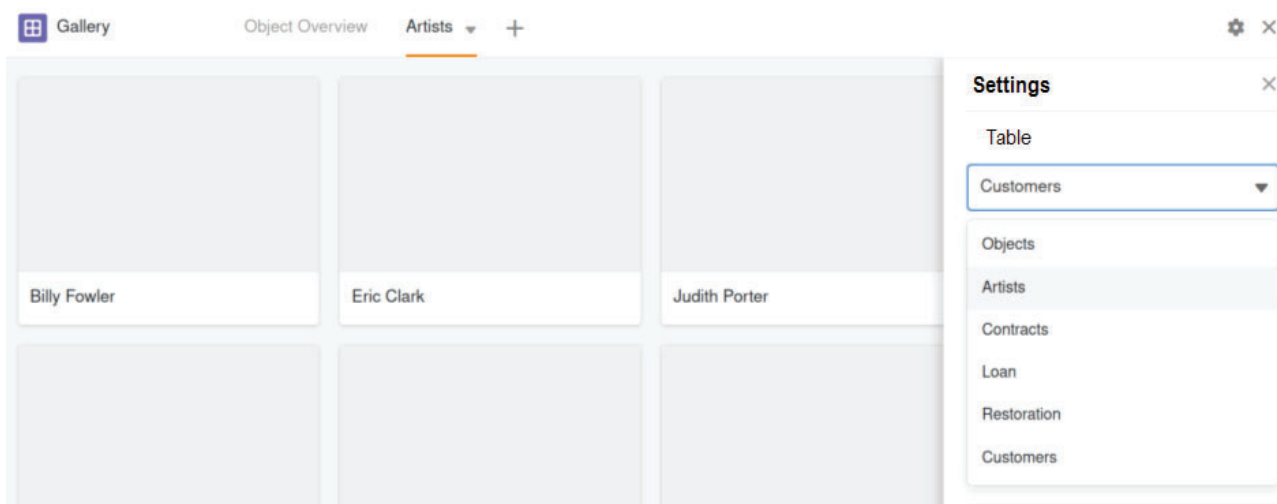 Gallery
Object Overview
Artists
Settings
Table
Customers
Objects
Artists
Contracts
Loan
Restoration
Customers
Billy Fowler
Eric Clark
Judith Porter